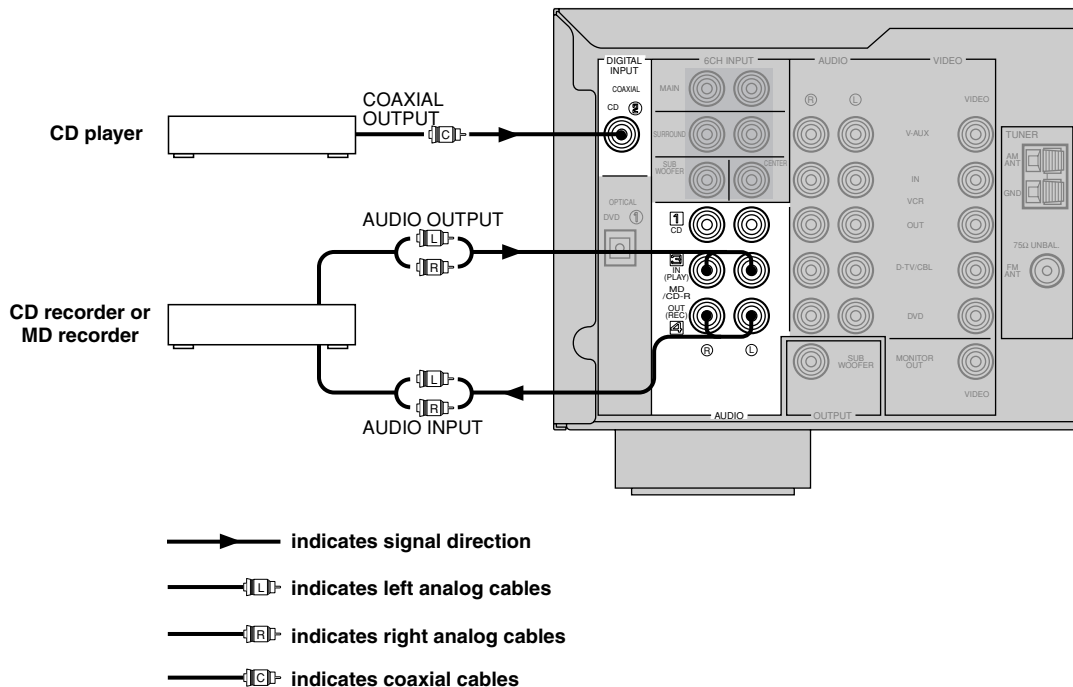 CD player
COAXIAL
OUTPUT
C
AUDIO OUTPUT
L
R
CD recorder or
MD recorder
L
R
AUDIO INPUT
DIGITAL
INPUT
COAXIAL
CD 2
OPTICAL
DVD 1
6CH INPUT
MAIN
SURROUND
SUB
WOOFER
CENTER
1
CD
3
IN
(PLAY)
MD
/CD-R
OUT
(REC)
4
R
L
AUDIO
AUDIO
R
L
VIDEO
VIDEO
V-AUX
IN
VCR
OUT
D-TV/CBL
DVD
SUB
WOOFER
OUTPUT
MONITOR
OUT
VIDEO
TUNER
AM
ANT
GND
75Ω UNBAL.
FM
ANT
indicates signal direction
L indicates left analog cables
R indicates right analog cables
C indicates coaxial cables